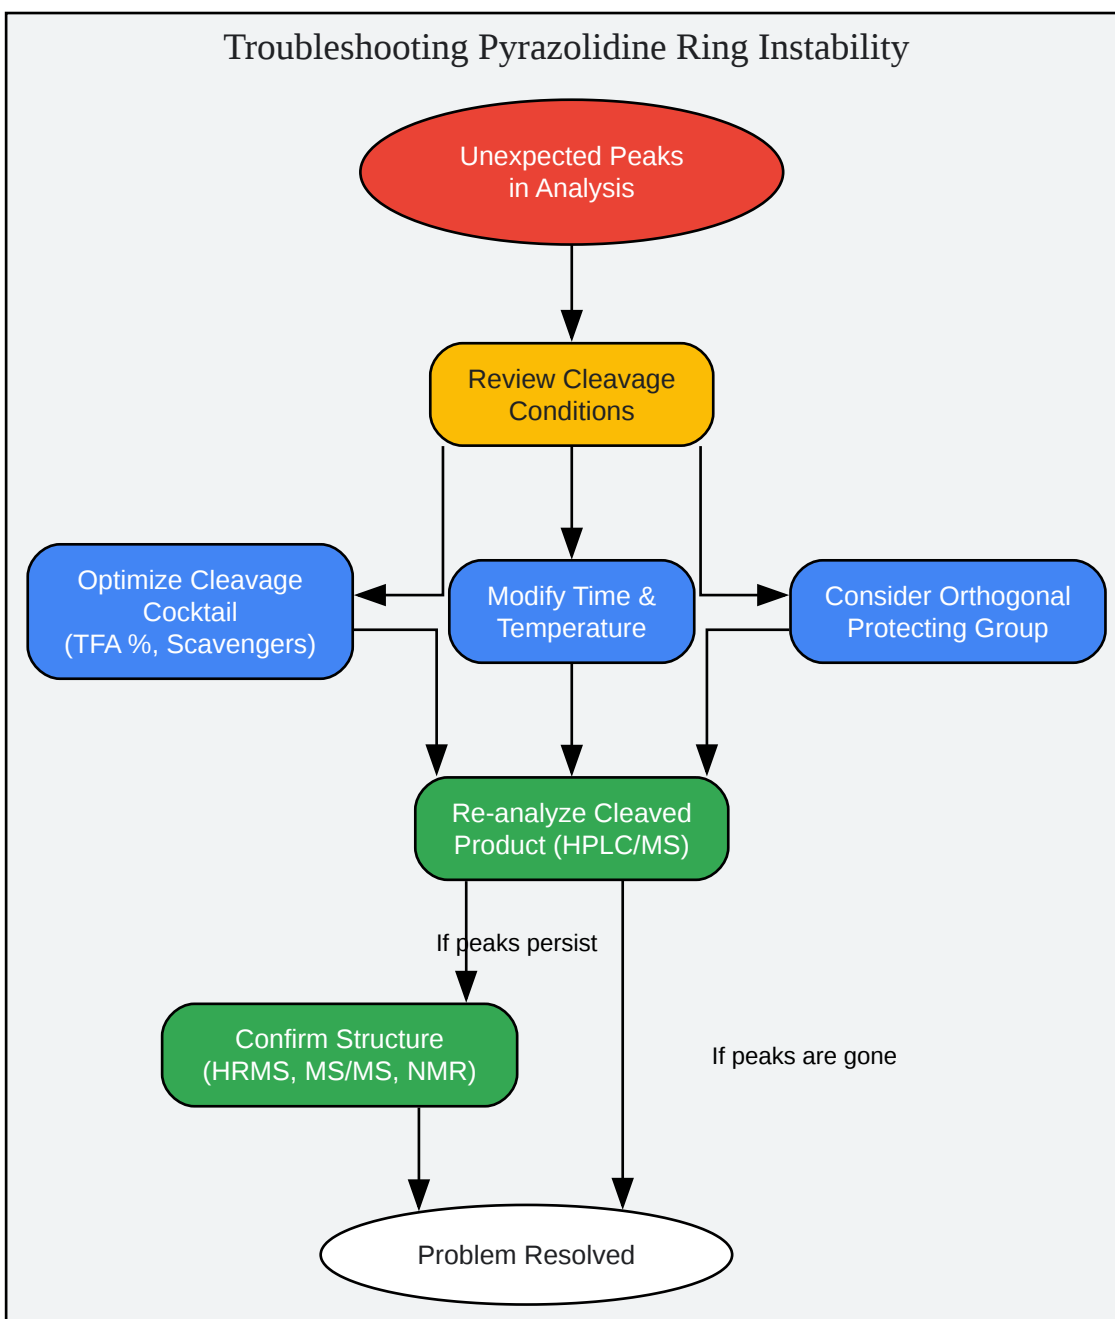 Troubleshooting Pyrazolidine Ring Instability
Unexpected Peaks
in Analysis
Review Cleavage
Conditions
Optimize Cleavage
Cocktail
(TFA %, Scavengers)
Modify Time &
Temperature
Consider Orthogonal
Protecting Group
Re-analyze Cleaved
Product (HPLC/MS)
If peaks persist
Confirm Structure
(HRMS, MS/MS, NMR)
If peaks are gone
Problem Resolved